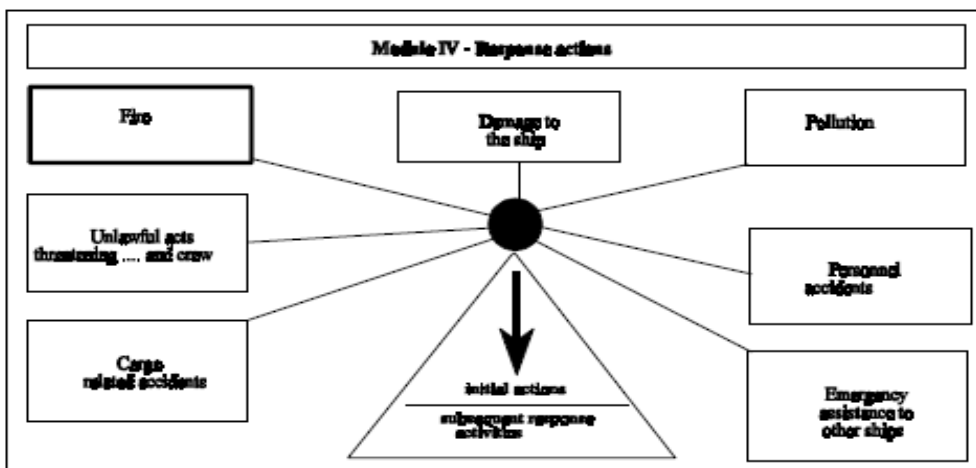 Module IV - Response actions
Fire
Damage to
the ship
Pollution
Unlawful acts
threatening .... and crew
Personnel
accidents
Cargo
related accidents
initial actions
subsequent response
activities
Emergency
assistance to
other ships